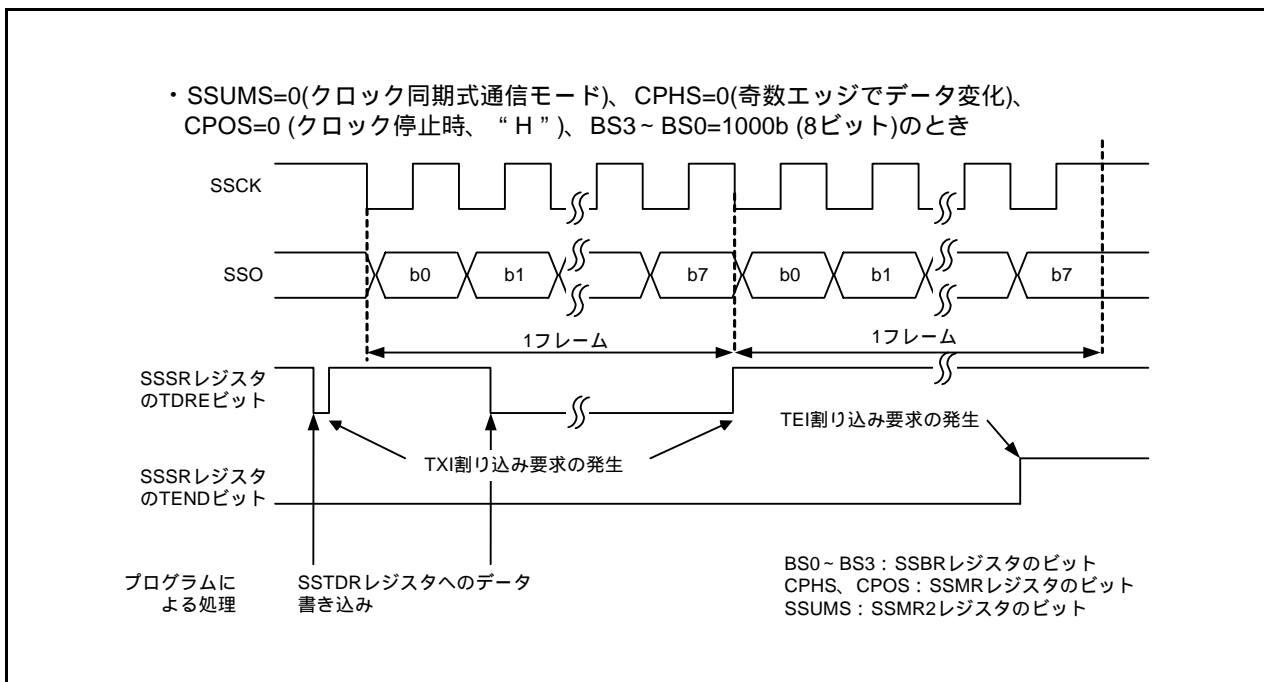 ・SSUMS=0(クロック同期式通信モード)、CPHS=0(奇数エッジでデータ変化)、
CPOS=0 (クロック停止時、 “ H ” )、BS3 ~ BS0=1000b (8ビット)のとき
SSCK
SSO
b0
b1
b7
b0
b1
b7
1フレーム
1フレーム
SSSRレジスタ
のTDREビット
TXI割り込み要求の発生
TEI割り込み要求の発生
SSSRレジスタ
のTENDビット
プログラムに
よる処理
SSTDRレジスタへのデータ
書き込み
BS0 ~ BS3 : SSBRレジスタのビット
CPHS、CPOS : SSMRレジスタのビット
SSUMS : SSMR2レジスタのビット